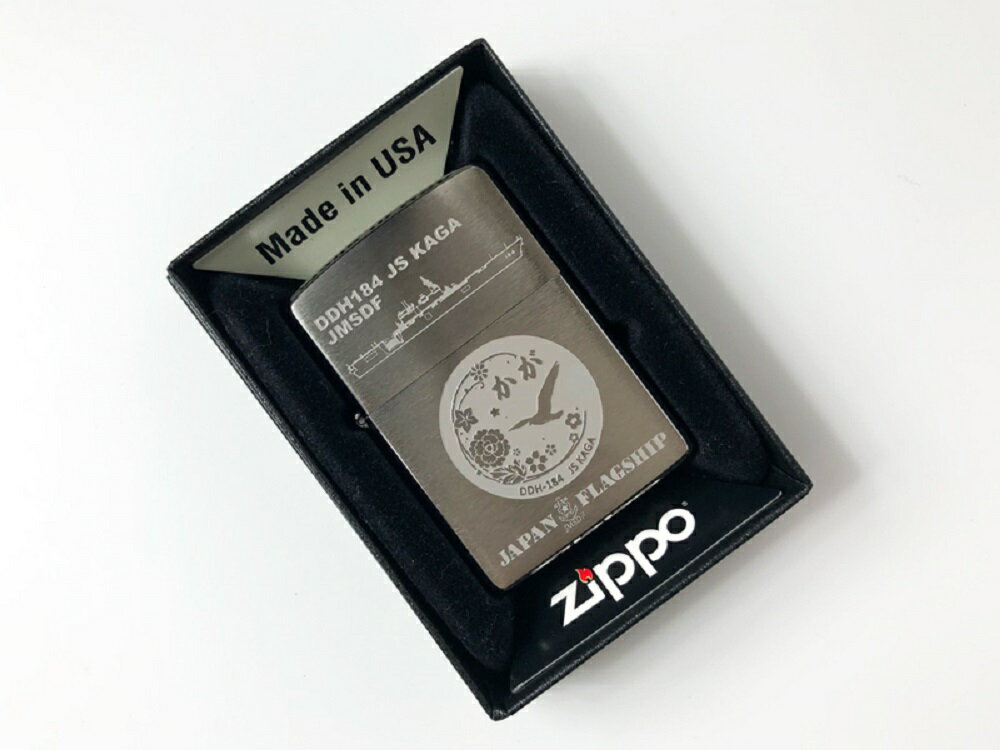 Made in USA
DDH184 JS KAGA
JMSDF
かが
DDH-184 JS KAGA
JAPAN FLAGSHIP
zippo